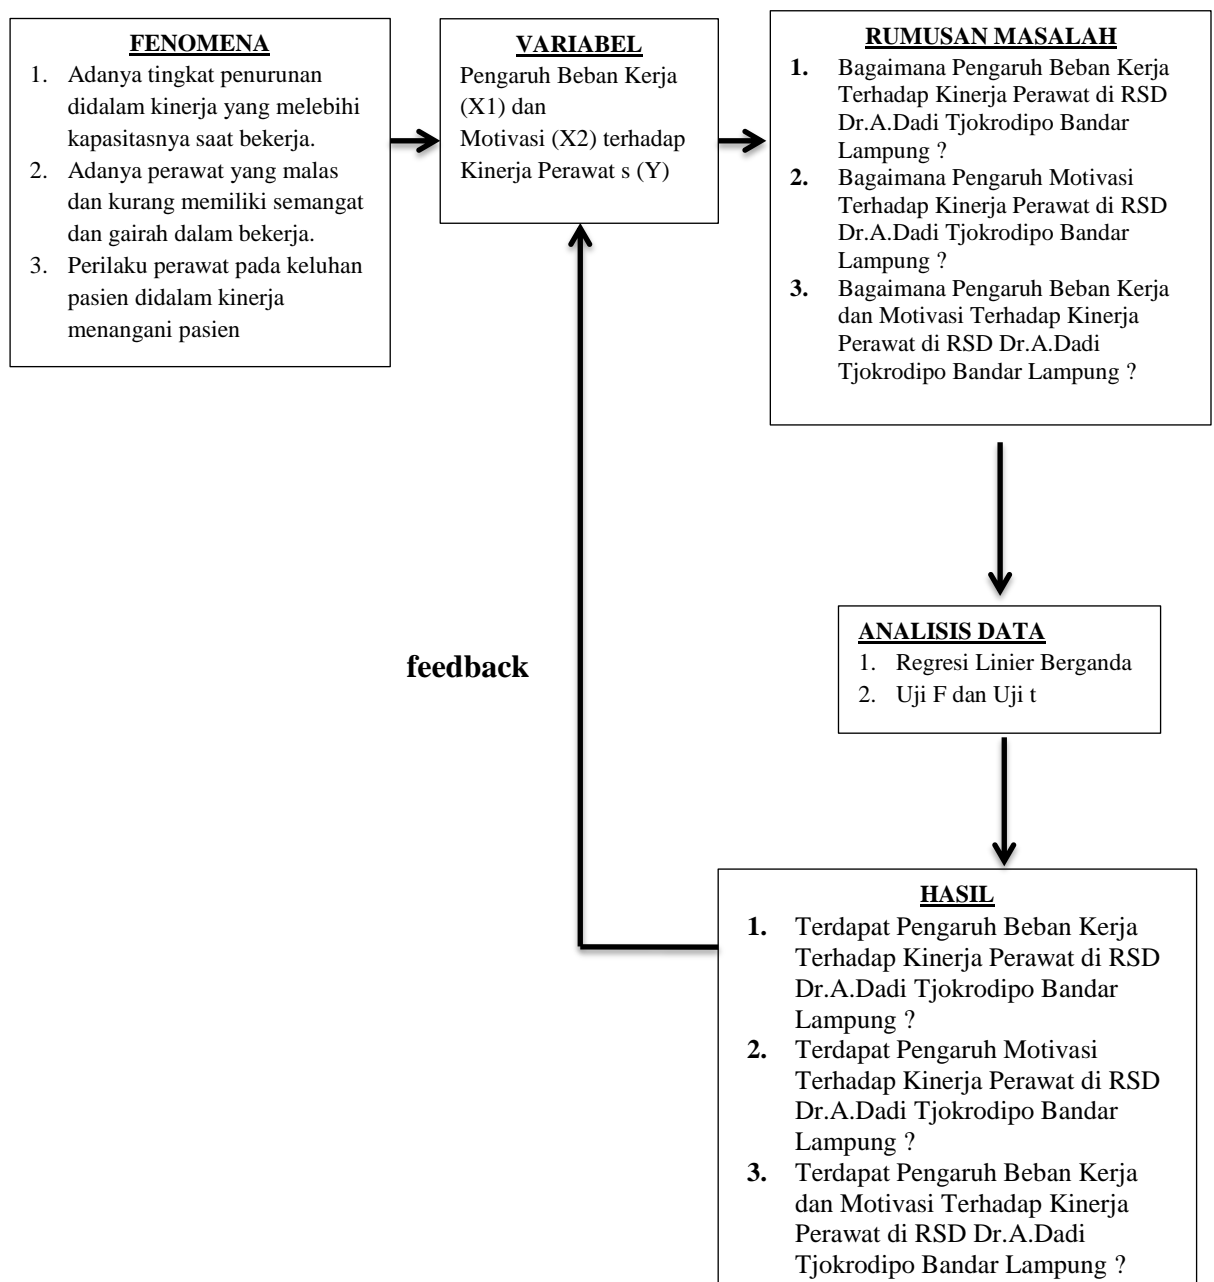 FENOMENA
1. Adanya tingkat penurunan
didalam kinerja yang melebihi
kapasitasnya saat bekerja.
2. Adanya perawat yang malas
dan kurang memiliki semangat
dan gairah dalam bekerja.
3. Perilaku perawat pada keluhan
pasien didalam kinerja
menangani pasien
VARIABEL
Pengaruh Beban Kerja
(X1) dan
Motivasi (X2) terhadap
Kinerja Perawat s (Y)
RUMUSAN MASALAH
1. Bagaimana Pengaruh Beban Kerja
Terhadap Kinerja Perawat di RSD
Dr.A.Dadi Tjokrodipo Bandar
Lampung ?
2. Bagaimana Pengaruh Motivasi
Terhadap Kinerja Perawat di RSD
Dr.A.Dadi Tjokrodipo Bandar
Lampung ?
3. Bagaimana Pengaruh Beban Kerja
dan Motivasi Terhadap Kinerja
Perawat di RSD Dr.A.Dadi
Tjokrodipo Bandar Lampung ?
ANALISIS DATA
1. Regresi Linier Berganda
2. Uji F dan Uji t
feedback
HASIL
1. Terdapat Pengaruh Beban Kerja
Terhadap Kinerja Perawat di RSD
Dr.A.Dadi Tjokrodipo Bandar
Lampung ?
2. Terdapat Pengaruh Motivasi
Terhadap Kinerja Perawat di RSD
Dr.A.Dadi Tjokrodipo Bandar
Lampung ?
3. Terdapat Pengaruh Beban Kerja
dan Motivasi Terhadap Kinerja
Perawat di RSD Dr.A.Dadi
Tjokrodipo Bandar Lampung ?